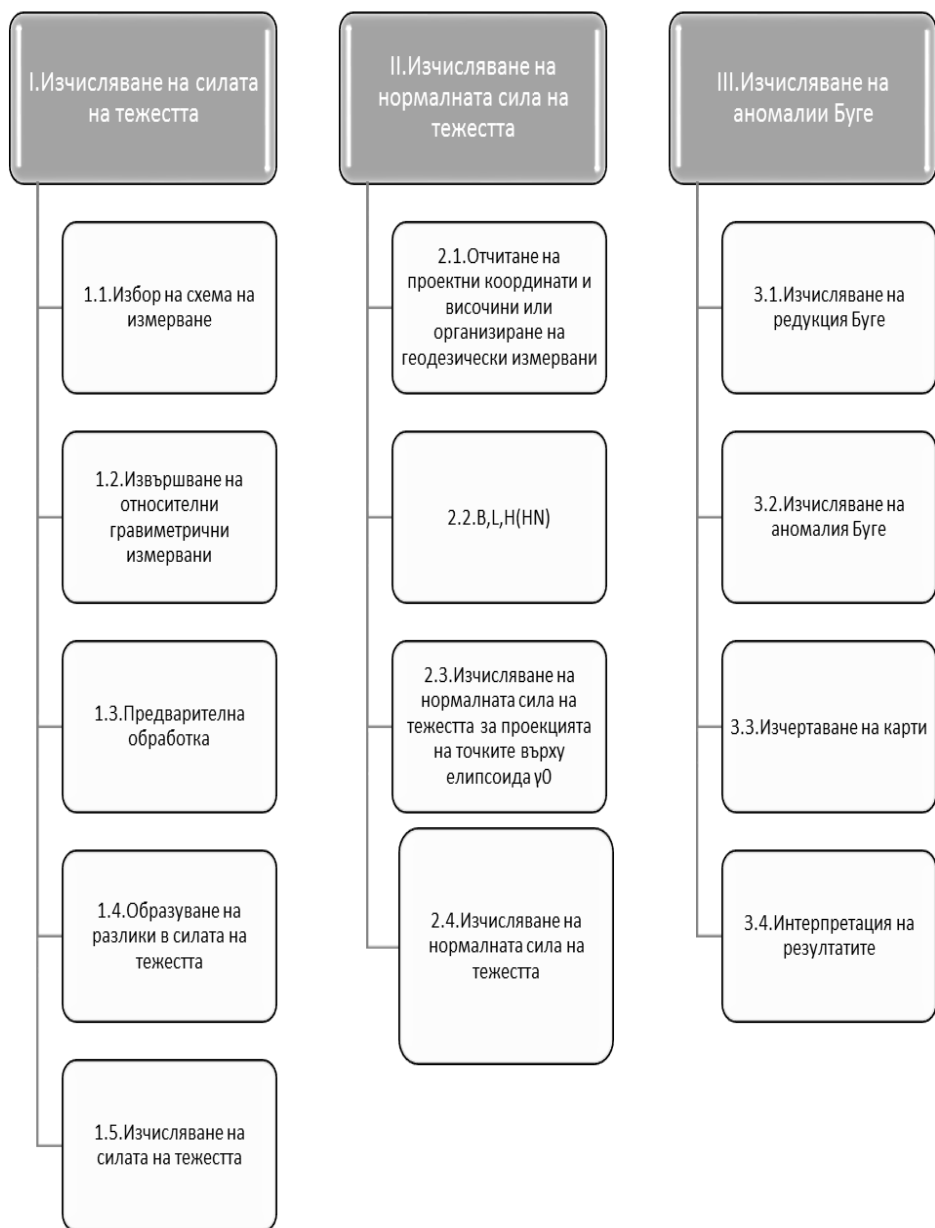 I.Изчисляване на силата
на тежестта
1.1.Избор на схема на
измерване
1.2.Извършване на
относителни
гравиметрични
измервани
1.3.Предварителна
обработка
1.4.Образуване на
разлики в силата на
тежестта
1.5.Изчисляване на
силата на тежестта
II.Изчисляване на
нормалната сила на
тежестта
2.1.Отчитане на
проектни координати и
височини или
организиране на
геодезически измервани
2.2.B,L,H(HN)
2.3.Изчисляване на
нормалната сила на
тежестта за проекцията
на точките върху
елипсоида γ0
2.4.Изчисляване на
нормалната сила на
тежестта
III.Изчисляване на
аномалии Буге
3.1.Изчисляване на
редукция Буге
3.2.Изчисляване на
аномалия Буге
3.3.Изчертаване на карти
3.4.Интерпретация на
резултатите